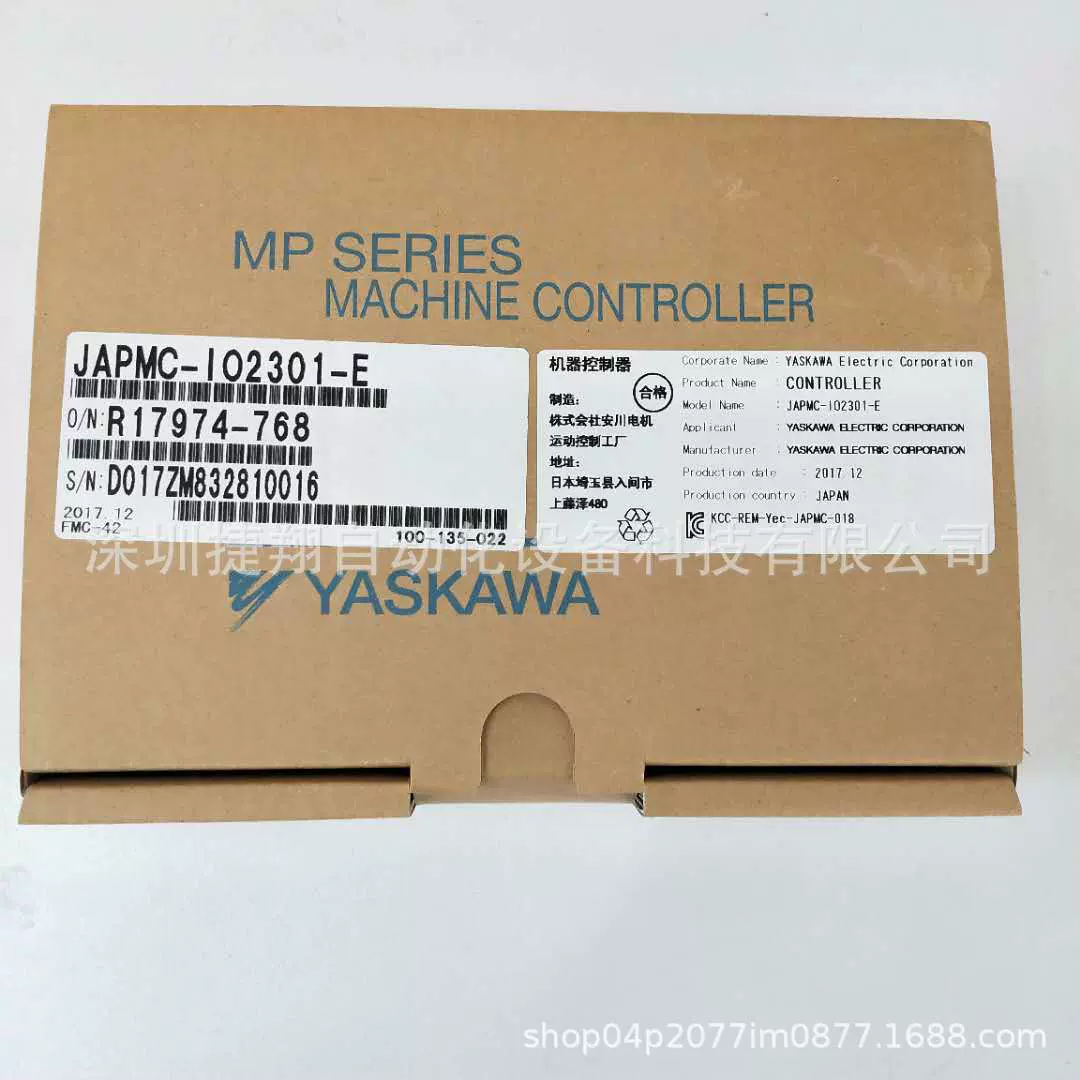 MP SERIES
MACHINE CONTROLLER
JAPMC-IO2301-E
O/N:R17974-768
S/N:D017ZM832810016
2017.12
FMC-42
100-135-022
机器控制器
合格
制造:
株式会社安川电机
运动控制工厂
地址:
日本埼玉县入间市
上藤泽480
Corporate Name : YASKAWA Electric Corporation
Product Name : CONTROLLER
Model Name : JAPMC-IO2301-E
Applicant : YASKAWA ELECTRIC CORPORATION
Manufacturer : YASKAWA ELECTRIC CORPORATION
Production date : 2017.12
Production country : JAPAN
KCC-REM-Yec-JAPMC-018
深圳捷翔自动化设备科技有限公司
YASKAWA
shop04p2077im0877.1688.com